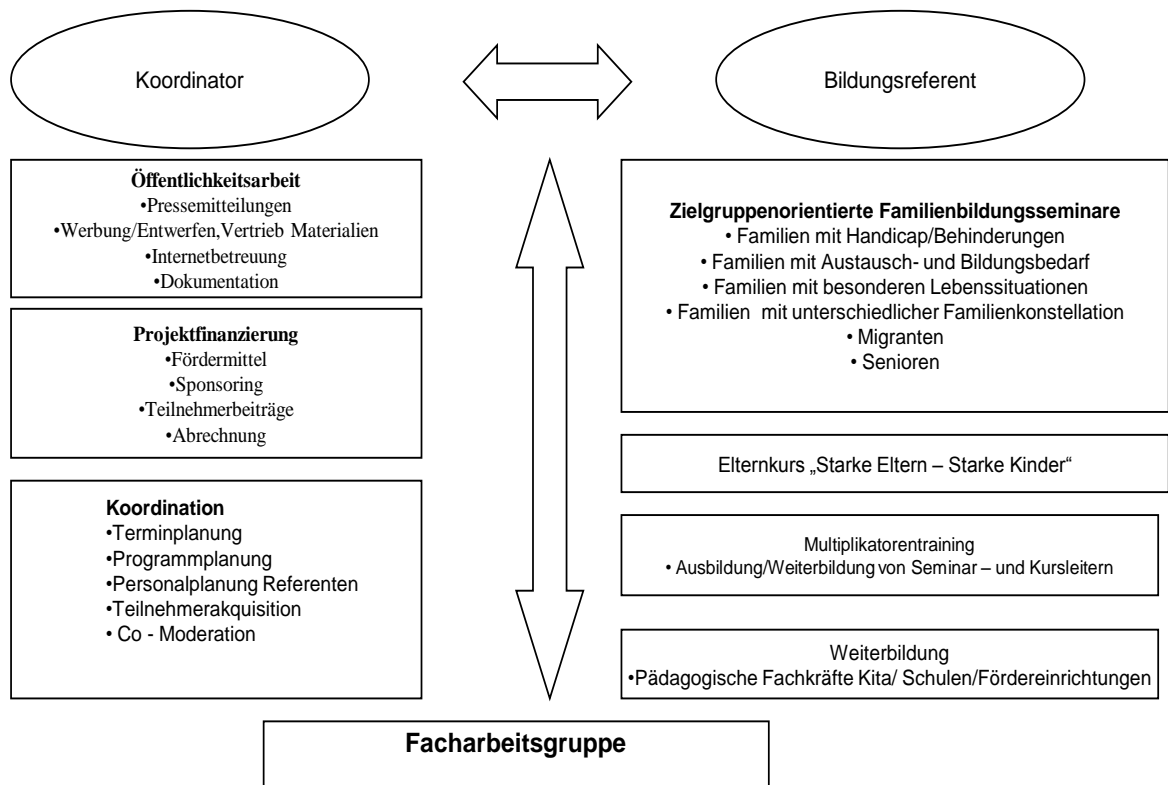 Koordinator
Bildungsreferent
Öffentlichkeitsarbeit
•Pressemitteilungen
•Werbung/Entwerfen,Vertrieb Materialien
•Internetbetreuung
•Dokumentation
Projektfinanzierung
•Fördermittel
•Sponsoring
•Teilnehmerbeiträge
•Abrechnung
Koordination
•Terminplanung
•Programmplanung
•Personalplanung Referenten
•Teilnehmerakquisition
• Co - Moderation
Zielgruppenorientierte Familienbildungsseminare
• Familien mit Handicap/Behinderungen
• Familien mit Austausch- und Bildungsbedarf
• Familien mit besonderen Lebenssituationen
• Familien mit unterschiedlicher Familienkonstellation
• Migranten
• Senioren
Elternkurs „Starke Eltern – Starke Kinder“
Multiplikatorentraining
• Ausbildung/Weiterbildung von Seminar – und Kursleitern
Weiterbildung
•Pädagogische Fachkräfte Kita/ Schulen/Fördereinrichtungen
Facharbeitsgruppe